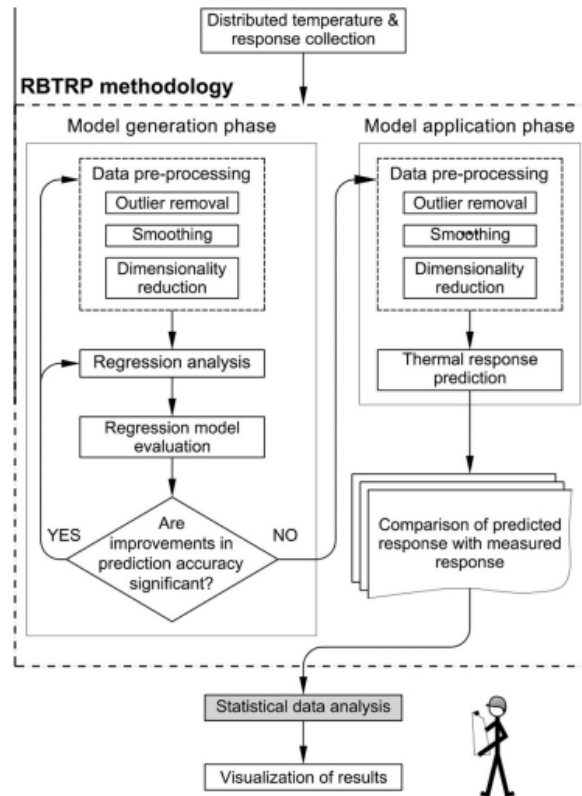 Distributed temperature &
response collection
RBTRP methodology
Model generation phase
Data pre-processing
Outlier removal
Smoothing
Dimensionality
reduction
Regression analysis
Regression model
evaluation
YES
Are
improvements in
prediction accuracy
significant?
NO
Model application phase
Data pre-processing
Outlier removal
Smoothing
Dimensionality
reduction
Thermal response
prediction
Comparison of predicted
response with measured
response
Statistical data analysis
Visualization of results